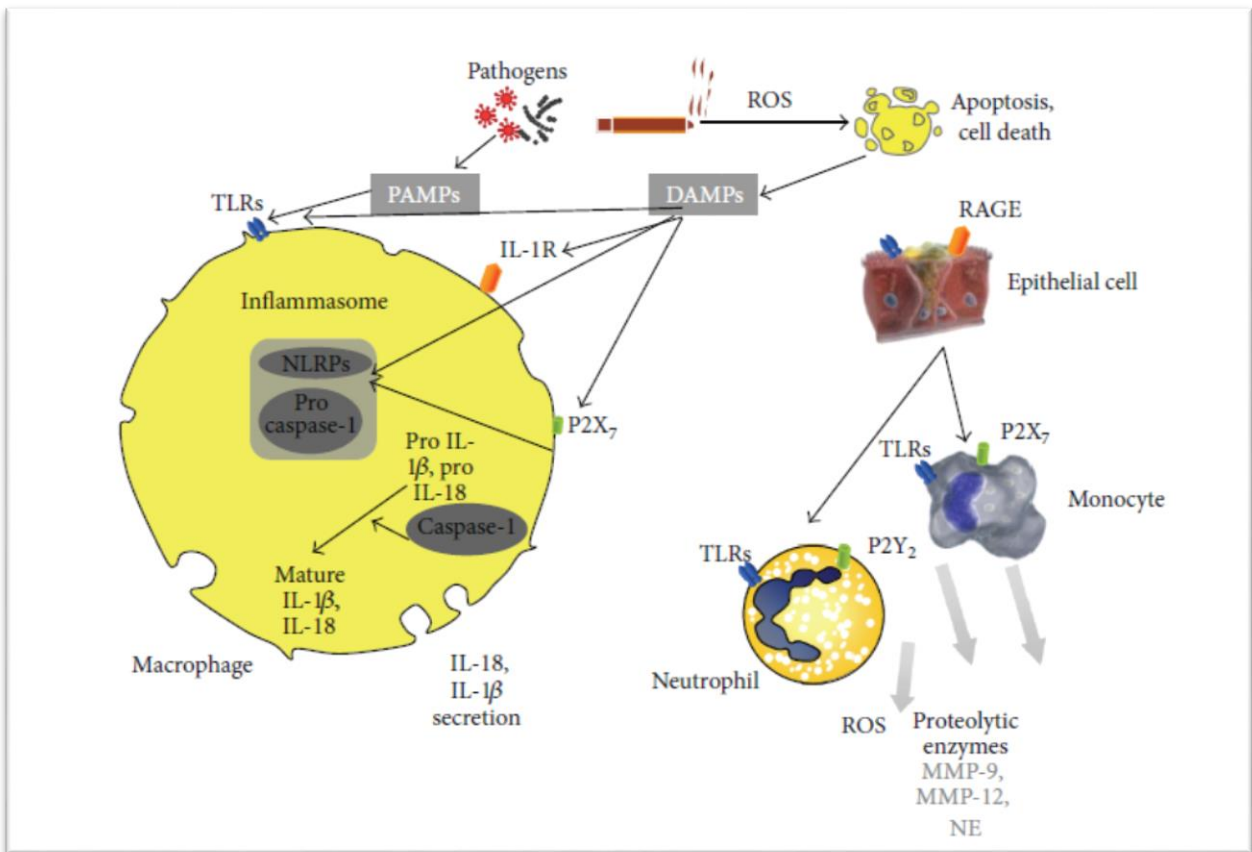 Pathogens
ROS
Apoptosis,
cell death
PAMPs
DAMPs
TLRs
RAGE
IL-1R
Epithelial cell
Inflammasome
NLRPs
Pro
caspase-1
P2X₇
Pro IL-
1β, pro
IL-18
Caspase-1
Mature
IL-1β,
IL-18
Macrophage
IL-18,
IL-1β
secretion
TLRs
P2X₇
Monocyte
TLRs
P2Y₂
Neutrophil
ROS
Proteolytic
enzymes
MMP-9,
MMP-12,
NE